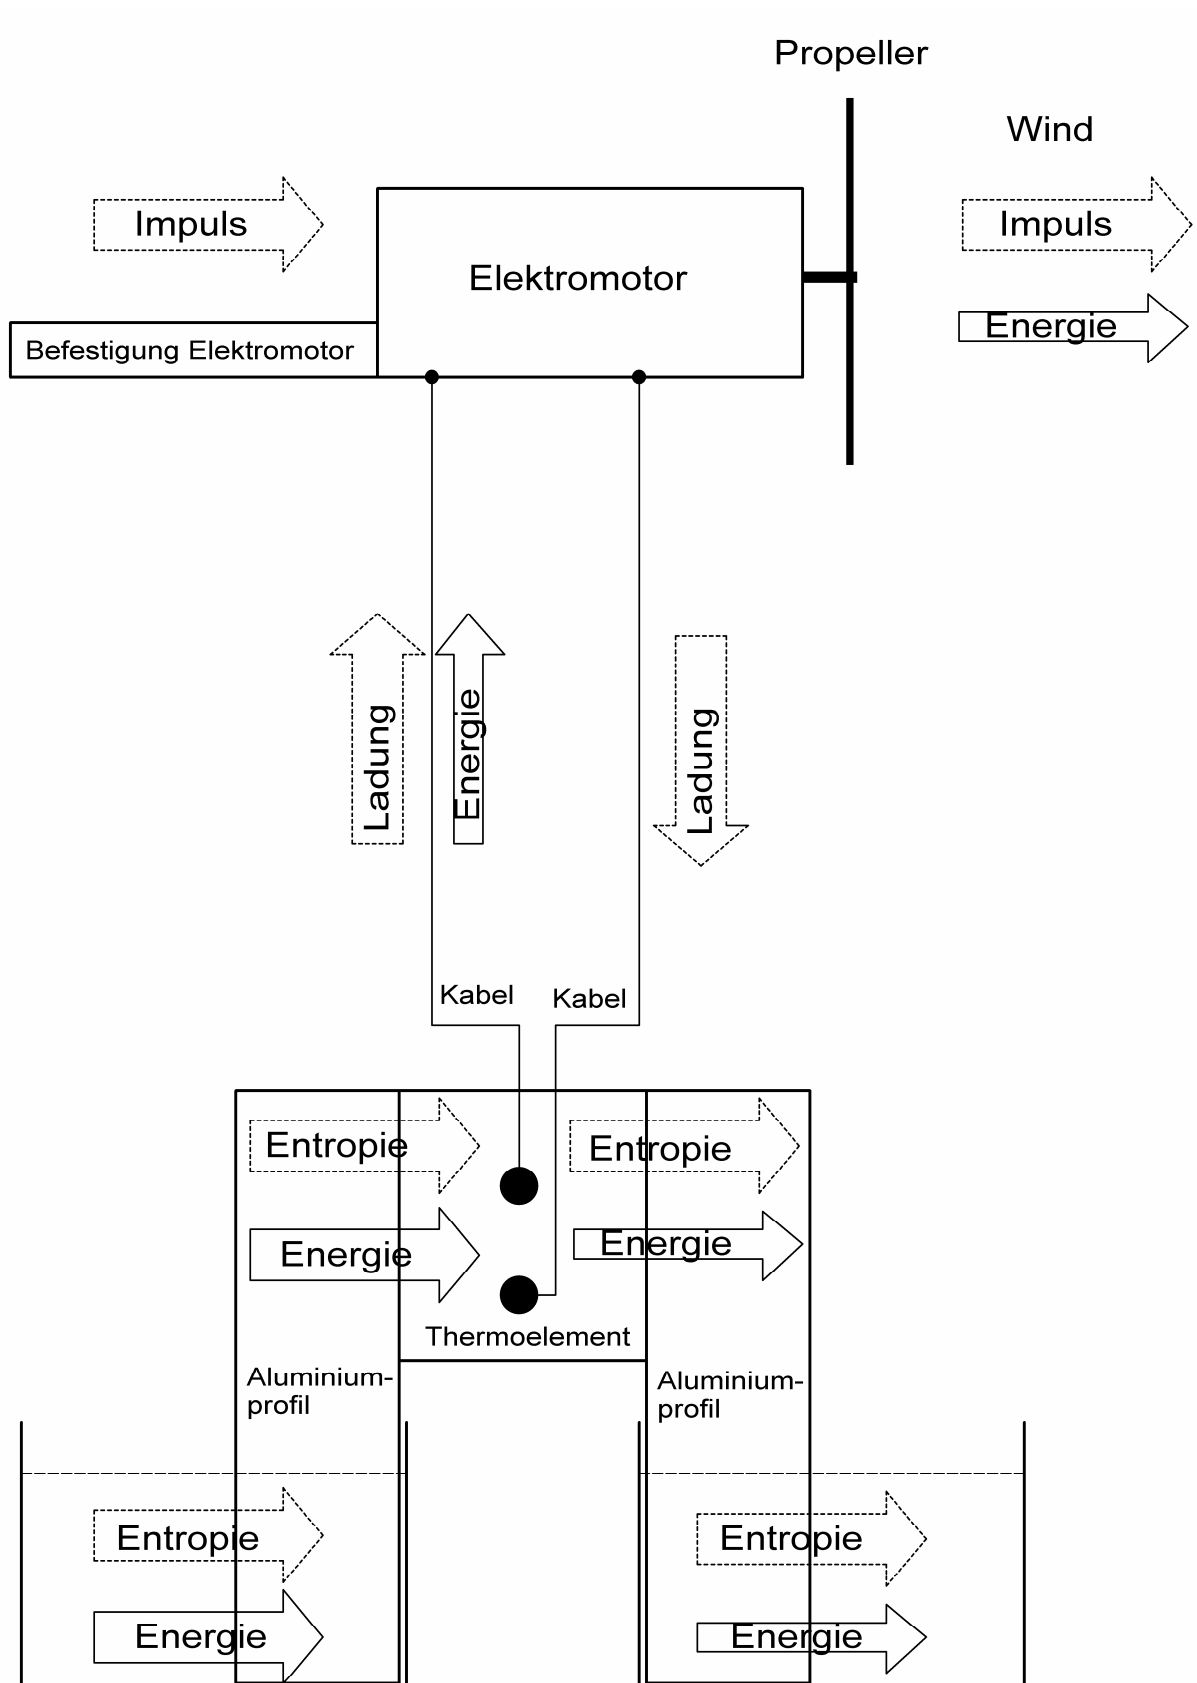 Propeller
Wind
Impuls
Impuls
Elektromotor
Energie
Befestigung Elektromotor
Ladung
Energie
Ladung
Kabel
Kabel
Entropie
Entropie
Energie
Energie
Thermoelement
Aluminium-
profil
Aluminium-
profil
Entropie
Entropie
Energie
Energie